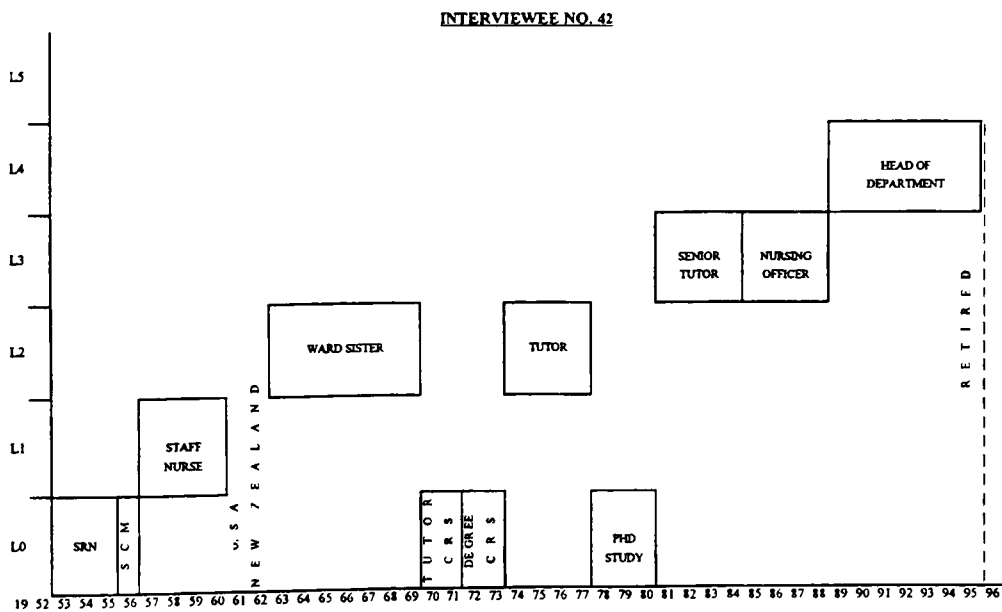 INTERVIEWEE NO. 42
L5
L4
HEAD OF
DEPARTMENT
L3
SENIOR
TUTOR
NURSING
OFFICER
RETIRED
L2
WARD SISTER
TUTOR
L1
STAFF
NURSE
L0
SRN
SCM
USA
NEW ZEALAND
TUTOR
CRS
DEGREE
CRS
PHD
STUDY
19 52 53 54 55 56 57 58 59 60 61 62 63 64 65 66 67 68 69 70 71 72 73 74 75 76 77 78 79 80 81 82 83 84 85 86 87 88 89 90 91 92 93 94 95 96